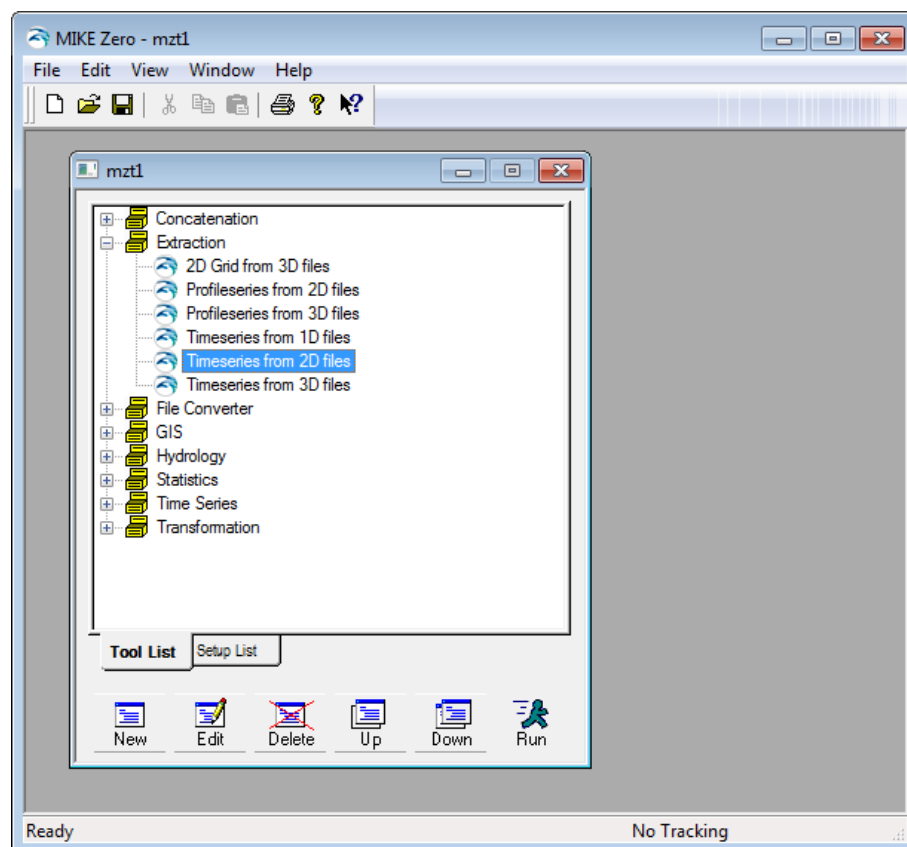 MIKE Zero - mzt1
File Edit View Window Help
mzt1
Concatenation
Extraction
2D Grid from 3D files
Profileseries from 2D files
Profileseries from 3D files
Timeseries from 1D files
Timeseries from 2D files
Timeseries from 3D files
File Converter
GIS
Hydrology
Statistics
Time Series
Transformation
Tool List Setup List
New Edit Delete Up Down Run
Ready No Tracking